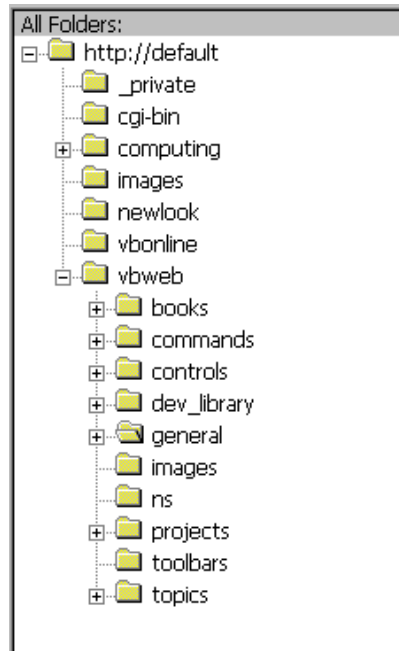 All Folders:
http://default
_private
cgi-bin
computing
images
newlook
vbonline
vbweb
books
commands
controls
dev_library
general
images
ns
projects
toolbars
topics